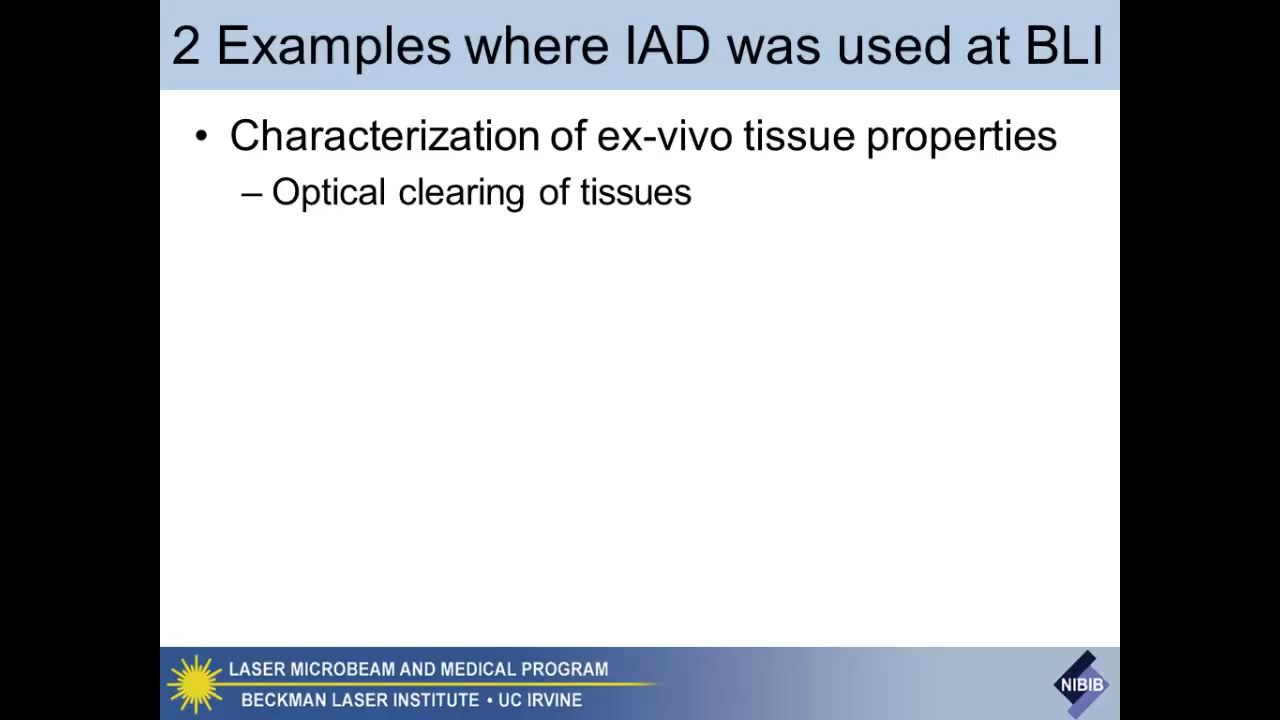 2 Examples where IAD was used at BLI
• Characterization of ex-vivo tissue properties
– Optical clearing of tissues
LASER MICROBEAM AND MEDICAL PROGRAM
BECKMAN LASER INSTITUTE • UC IRVINE
NIBIB